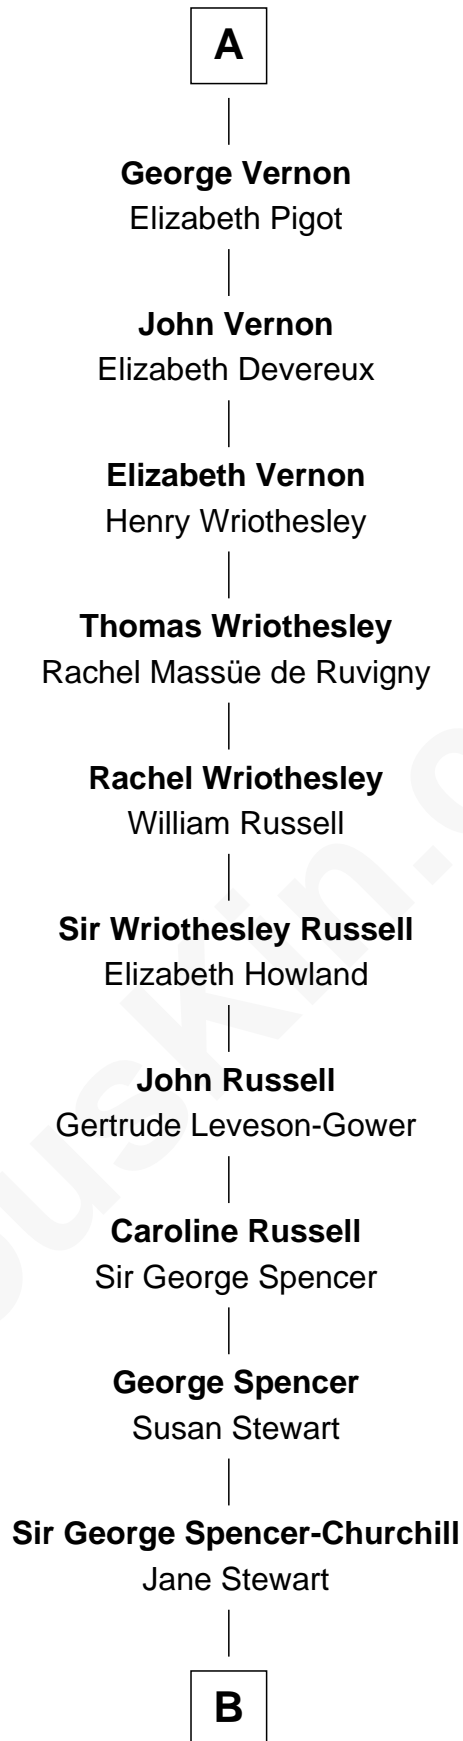 A
George Vernon
Elizabeth Pigot
John Vernon
Elizabeth Devereux
Elizabeth Vernon
Henry Wriothesley
Thomas Wriothesley
Rachel Massüe de Ruvigny
Rachel Wriothesley
William Russell
Sir Wriothesley Russell
Elizabeth Howland
John Russell
Gertrude Leveson-Gower
Caroline Russell
Sir George Spencer
George Spencer
Susan Stewart
Sir George Spencer-Churchill
Jane Stewart
B